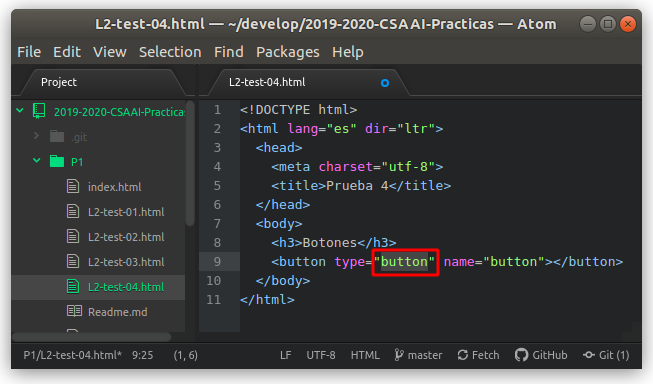 L2-test-04.html — ~/develop/2019-2020-CSAAI-Practicas — Atom
File Edit View Selection Find Packages Help
Project
L2-test-04.html
2019-2020-CSAAI-Practicas
.git
P1
index.html
L2-test-01.html
L2-test-02.html
L2-test-03.html
L2-test-04.html
Readme.md
1 <!DOCTYPE html>
2 <html lang="es" dir="ltr">
3 <head>
4 <meta charset="utf-8">
5 <title>Prueba 4</title>
6 </head>
7 <body>
8 <h3>Botones</h3>
9 <button type="button" name="button"></button>
10 </body>
11 </html>
P1/L2-test-04.html* 9:25 (1, 6) LF UTF-8 HTML master Fetch GitHub Git (1)